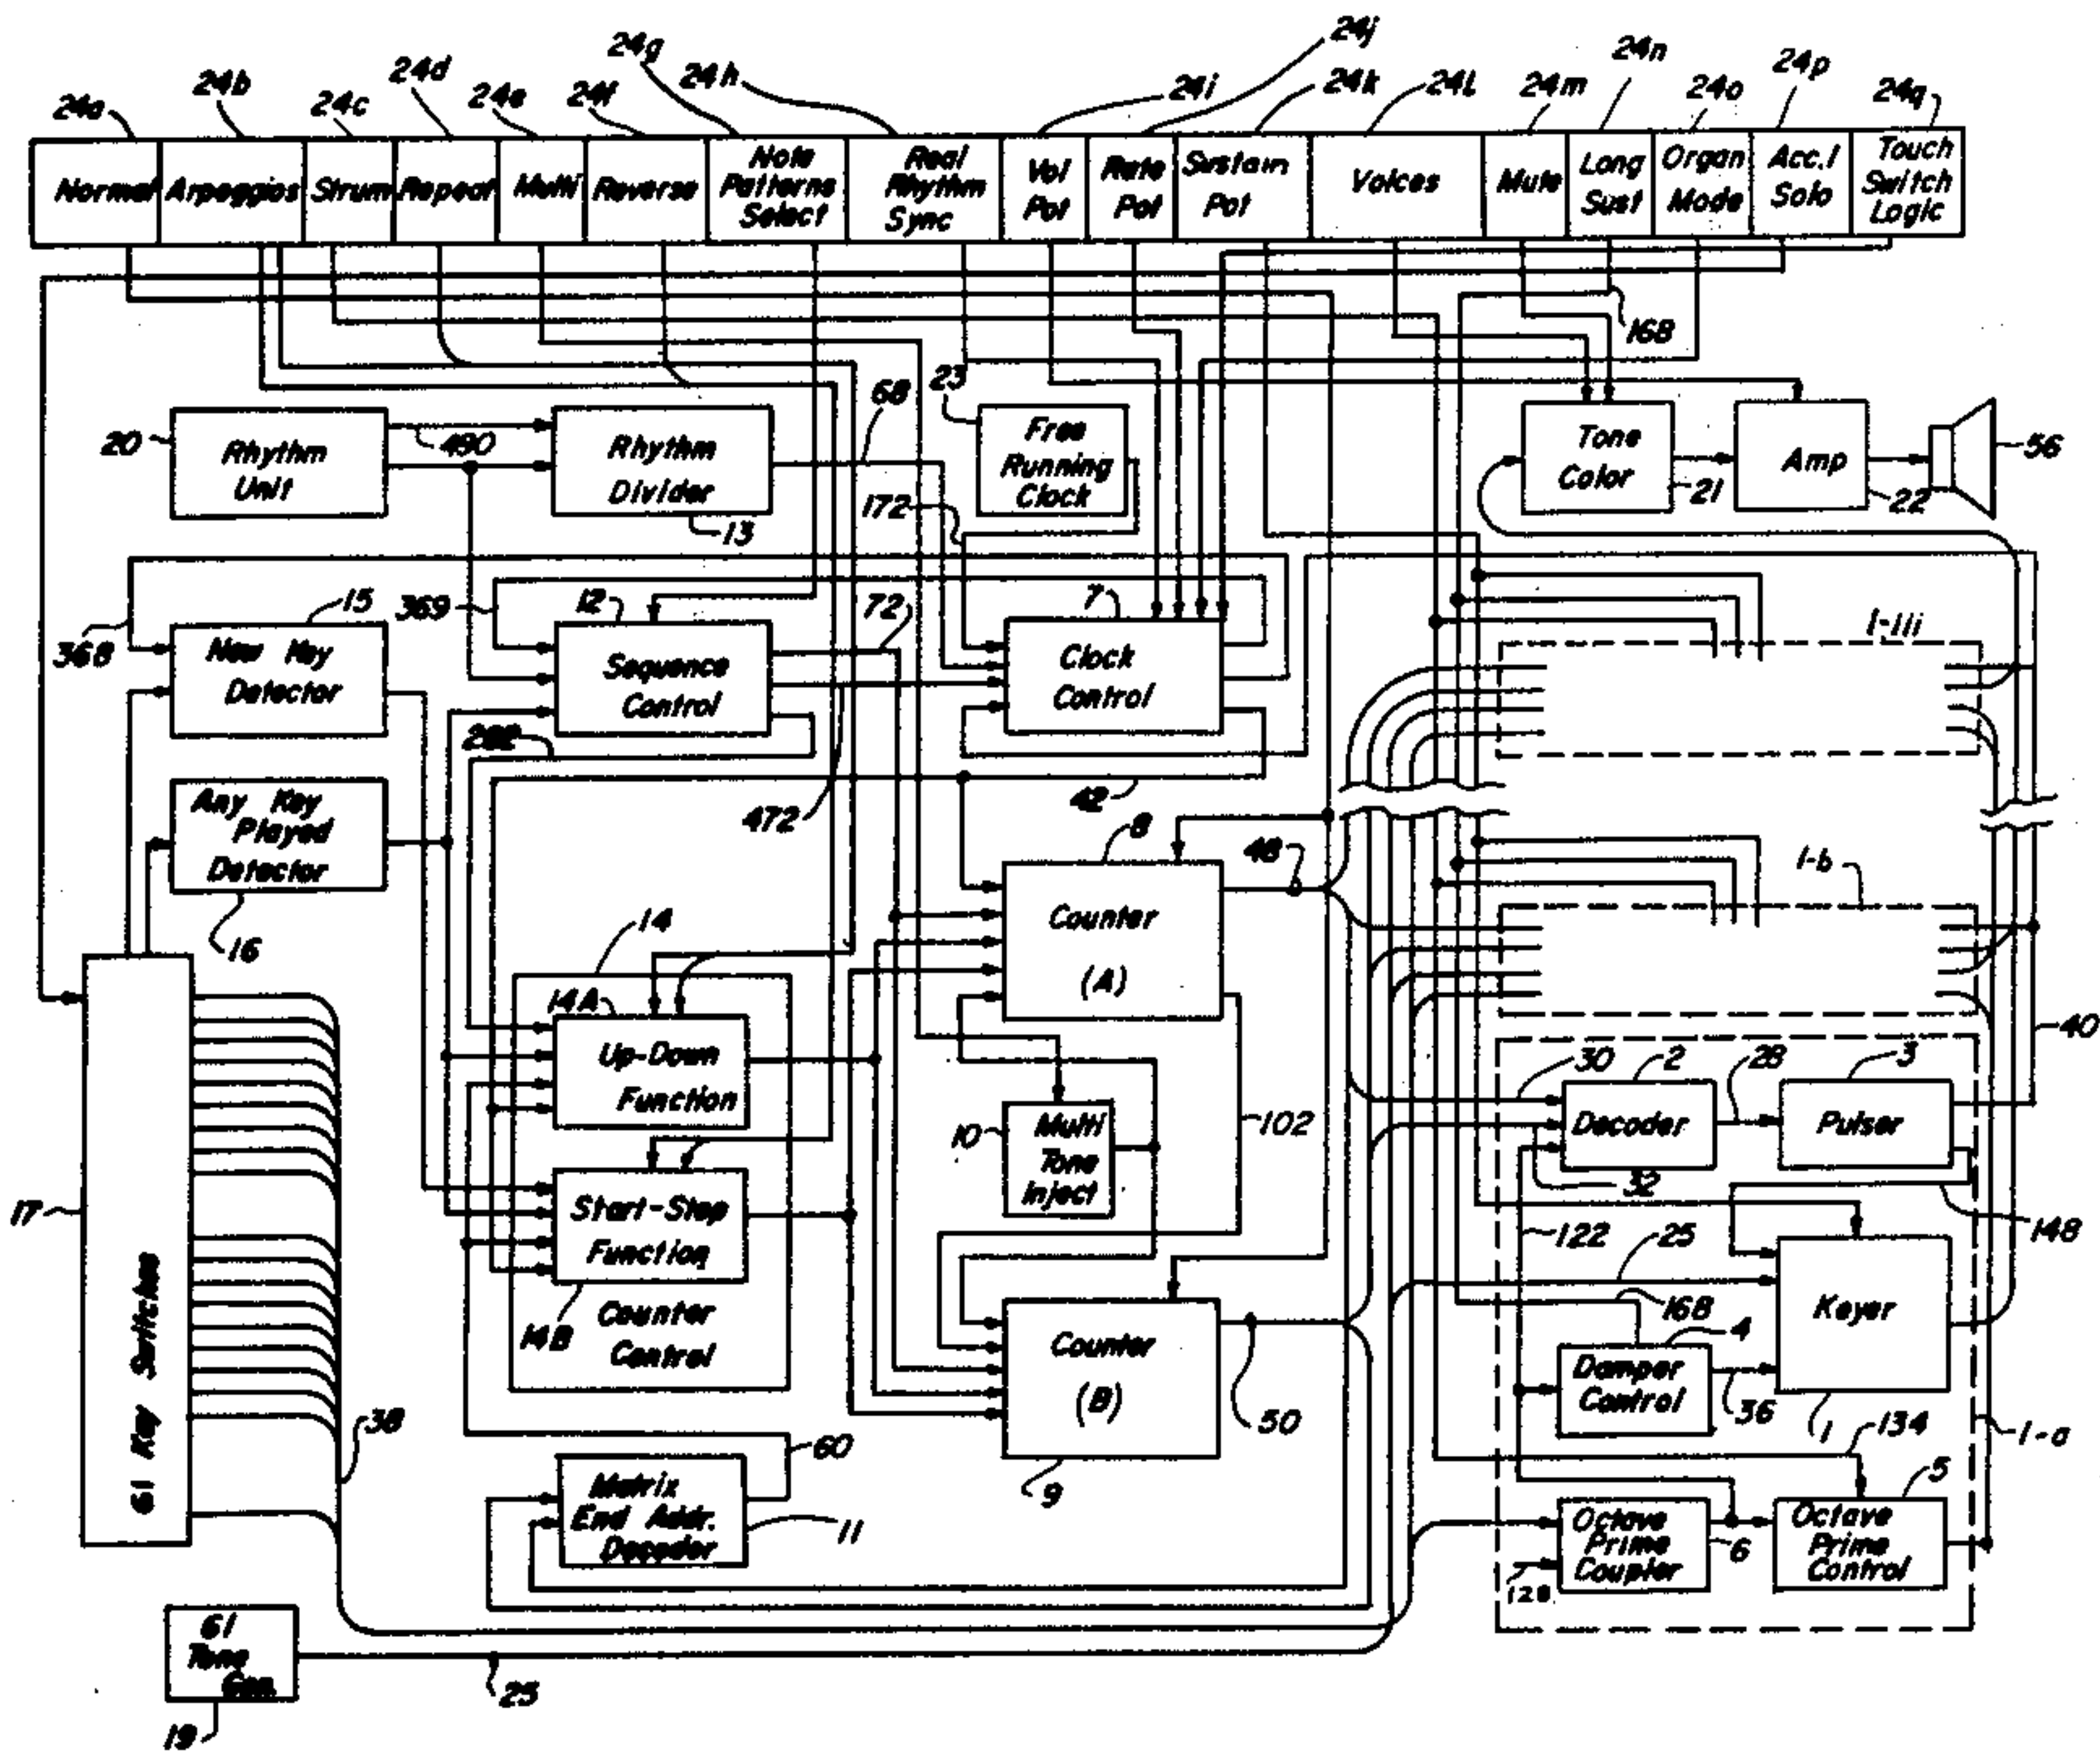 24a 24b 24c 24d 24e 24f 24g 24h 24i 24j 24k 24l 24m 24n 24o 24p 24q
Normal
Arpeggios
Strum
Repeat
Multi
Reverse
Note
Patterns
Select
Real
Rhythm
Sync
Vol
Pot
Rate
Pot
Sustain
Pot
Voices
Mute
Long
Sust
Organ
Mode
Acc.1
Solo
Touch
Switch
Logic
168
20
Rhythm
Unit
490
Rhythm
Divider
13
68
23
Free
Running
Clock
172
Tone
Color
21
Amp
22
56
368
15
New Key
Detector
369
12
Sequence
Control
72
7
Clock
Control
1-iii
282
472
42
Any Key
Played
Detector
16
8
Counter
(A)
48
1-b
14
14A
Up-Down
Function
Start-Stop
Function
14B
Counter
Control
10
Multi
Tone
Inject
102
40
30
2
Decoder
28
3
Pulser
32
122
25
148
Keyer
1
168
4
Damper
Control
36
134
1-a
17
61 Key Switches
38
Counter
(B)
9
50
60
Matrix
End Addr.
Decoder
11
Octave
Prime
Coupler
6
128
5
Octave
Prime
Control
61
Tone
Gen.
19
25